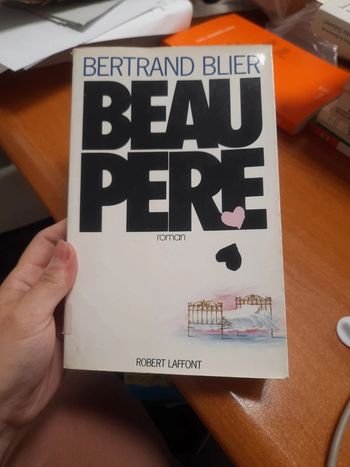 BERTRAND BLIER
BEAU
PERE
roman
ROBERT LAFFONT